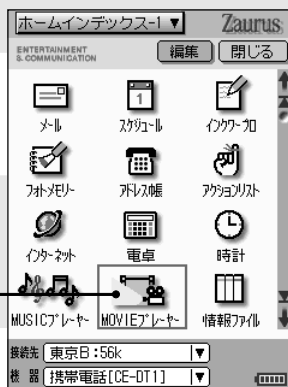 ホームインデックス-1 ▼ Zaurus
ENTERTAINMENT & COMMUNICATION 編集 閉じる
メール スケジュール インクワープロ
フォトメモリー アドレス帳 アクションリスト
インターネット 電卓 時計
MUSICプレーヤー MOVIEプレーヤー 情報ファイル
接続先 東京B:56k ▼
機 器 携帯電話[CE-DT1] ▼